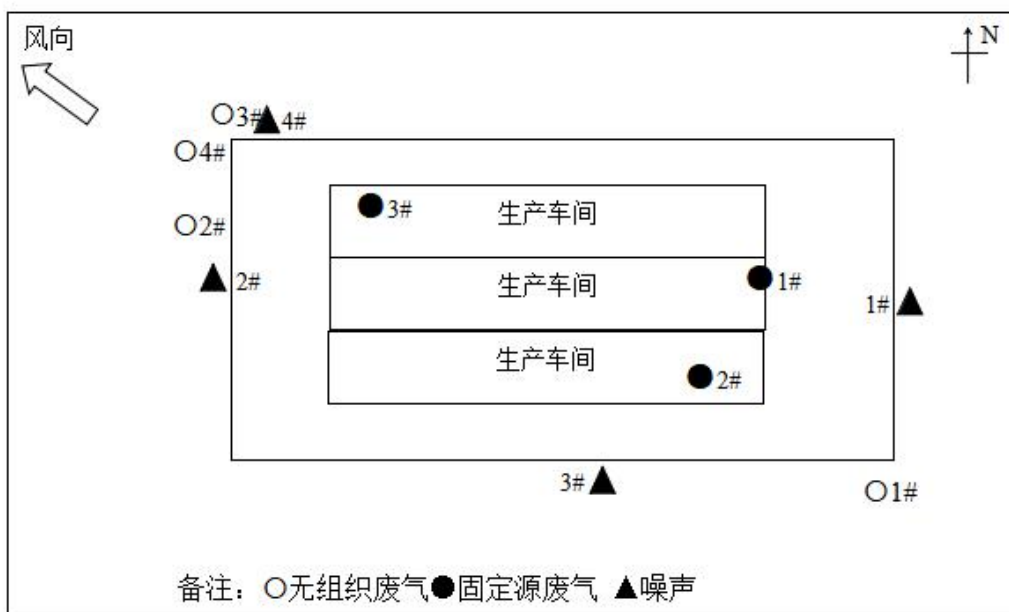 风向
N
○3#▲4#
○4#
●3# 生产车间
○2#
▲2#
生产车间 ●1#
1#▲
生产车间
●2#
3#▲
○1#
备注：○无组织废气●固定源废气 ▲噪声